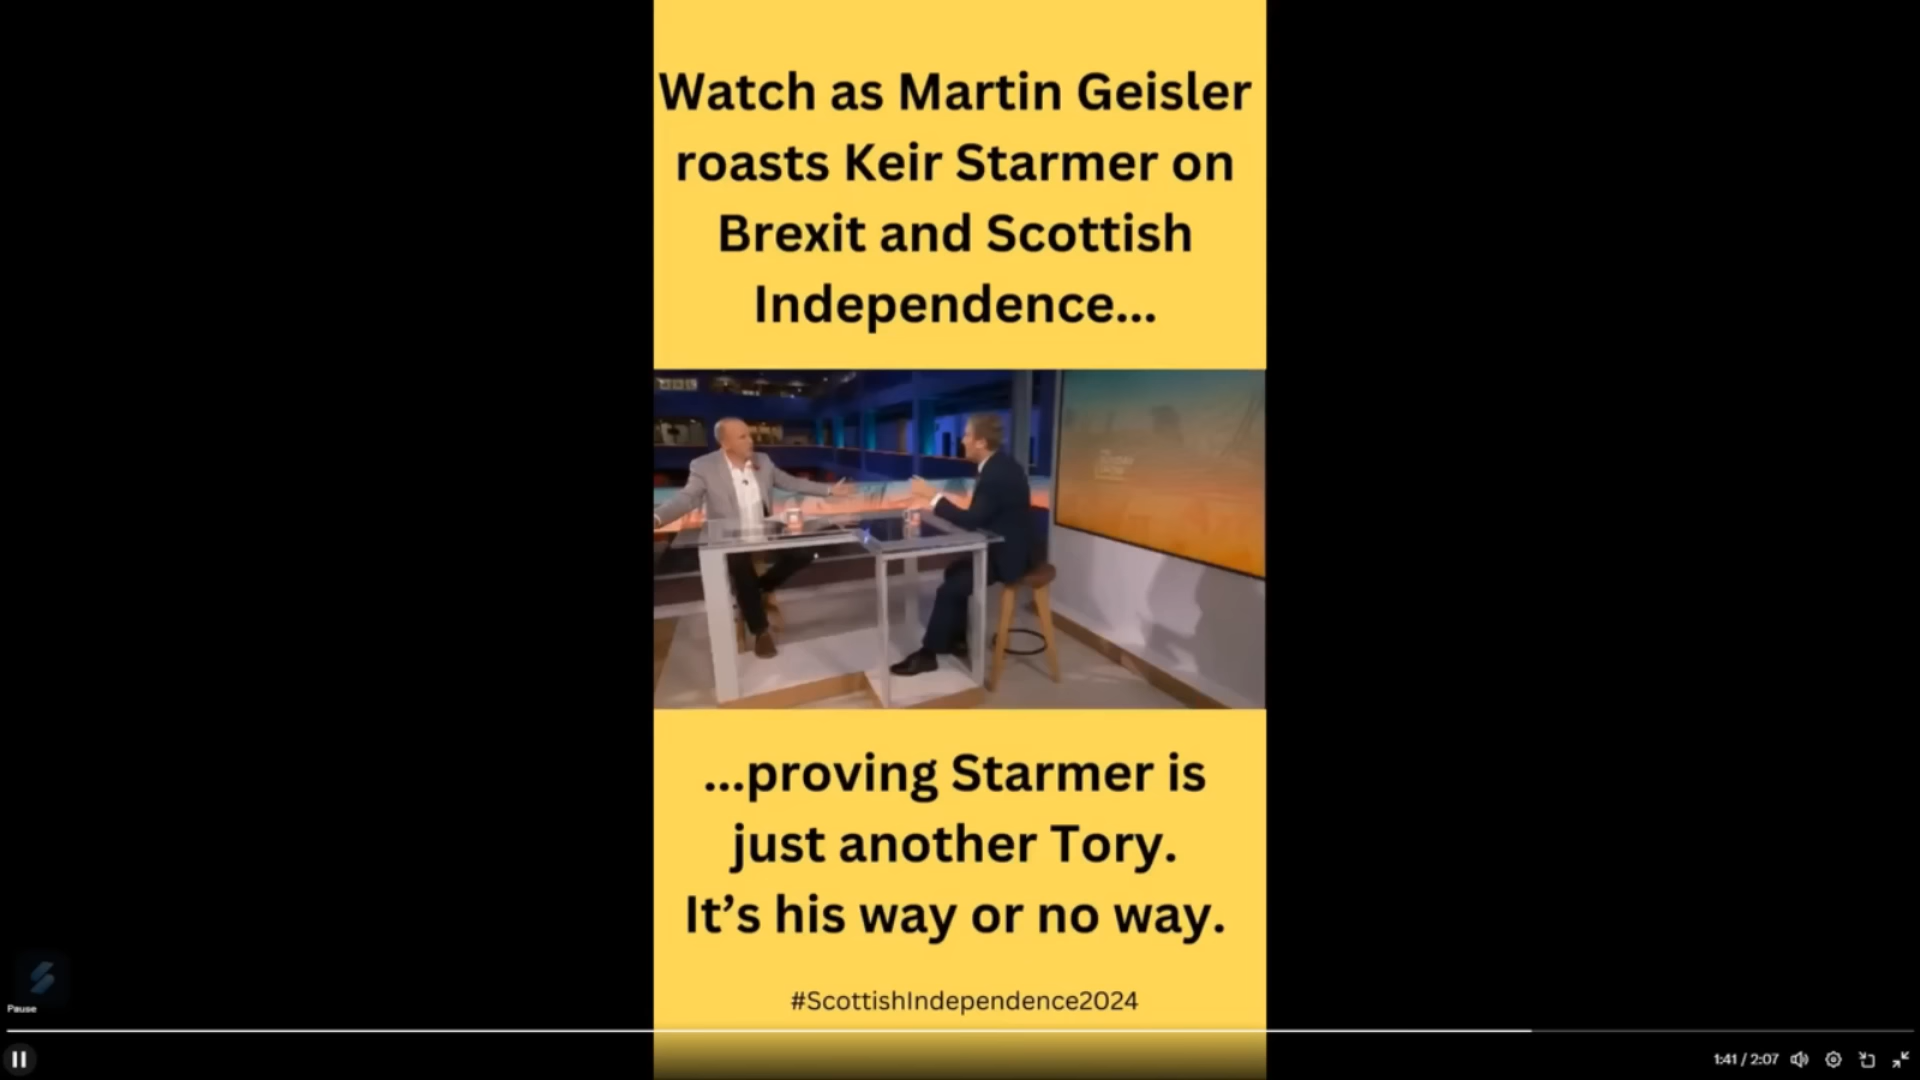 Watch as Martin Geisler
roasts Keir Starmer on
Brexit and Scottish
Independence...
...proving Starmer is
just another Tory.
It’s his way or no way.
#ScottishIndependence2024
Pause
1:41 / 2:07